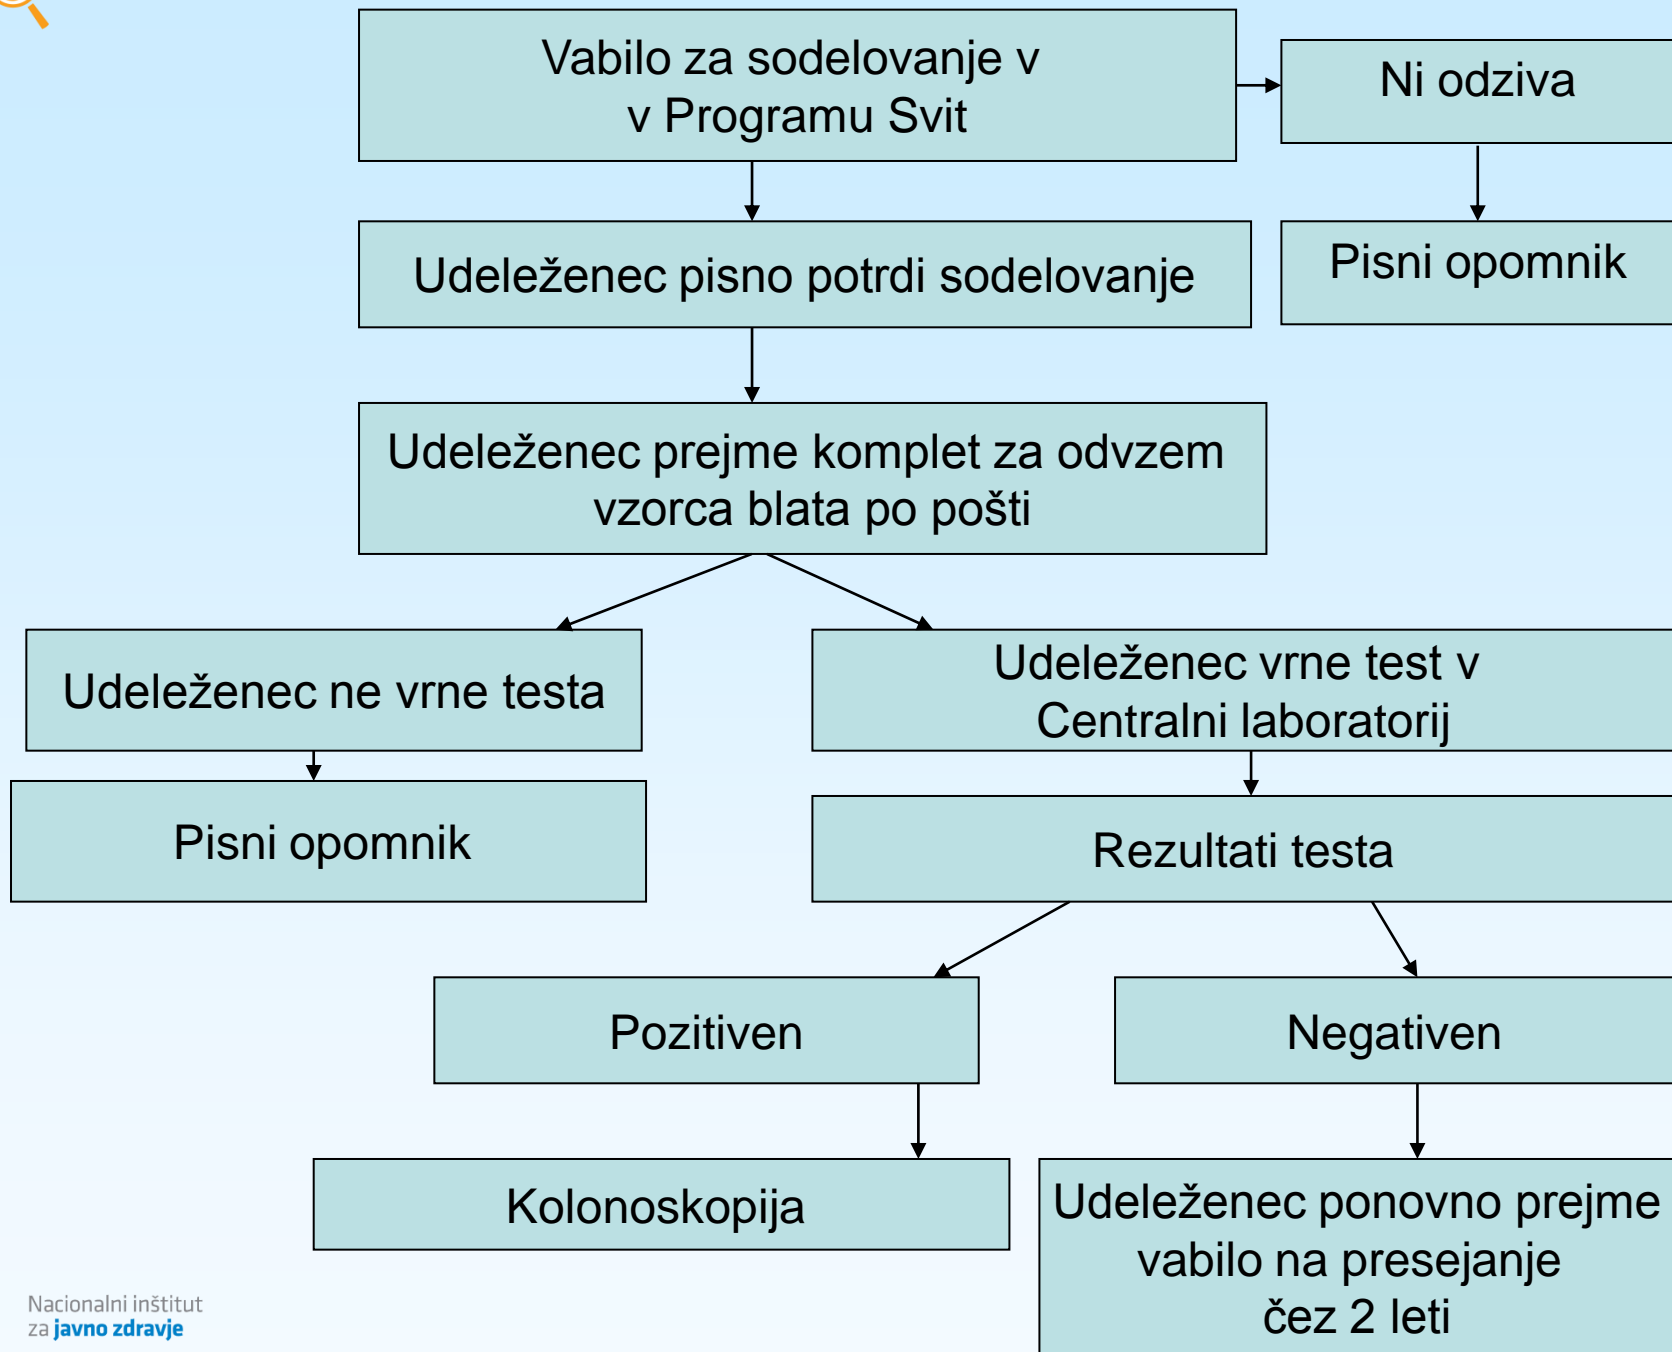 Vabilo za sodelovanje v
v Programu Svit
Ni odziva
Udeleženec pisno potrdi sodelovanje
Pisni opomnik
Udeleženec prejme komplet za odvzem
vzorca blata po pošti
Udeleženec ne vrne testa
Udeleženec vrne test v
Centralni laboratorij
Pisni opomnik
Rezultati testa
Pozitiven
Negativen
Kolonoskopija
Udeleženec ponovno prejme
vabilo na presejanje
čez 2 leti
Nacionalni inštitut
za javno zdravje